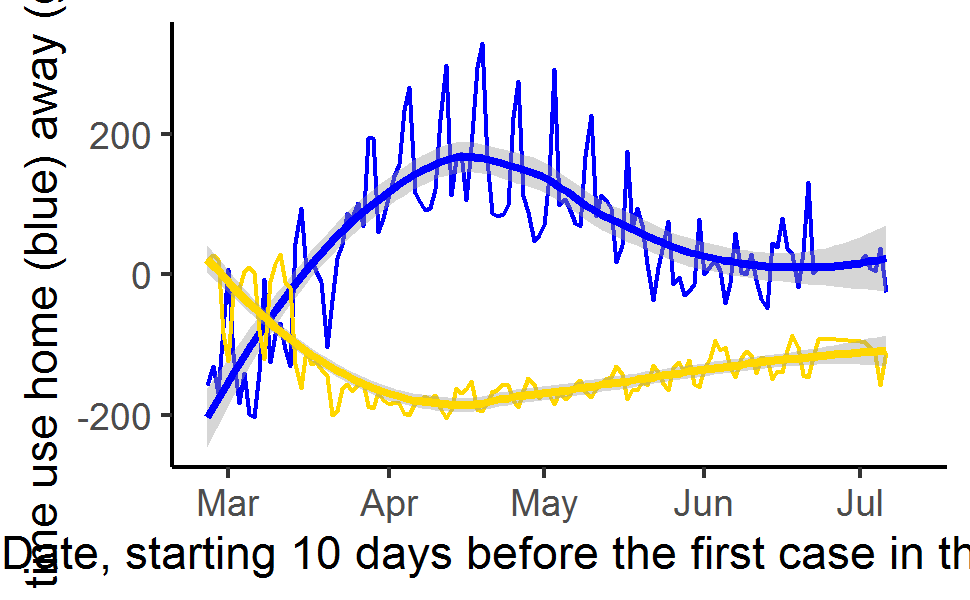 time use home (blue) away (
200
0
-200
Mar Apr May Jun Jul
Date, starting 10 days before the first case in th